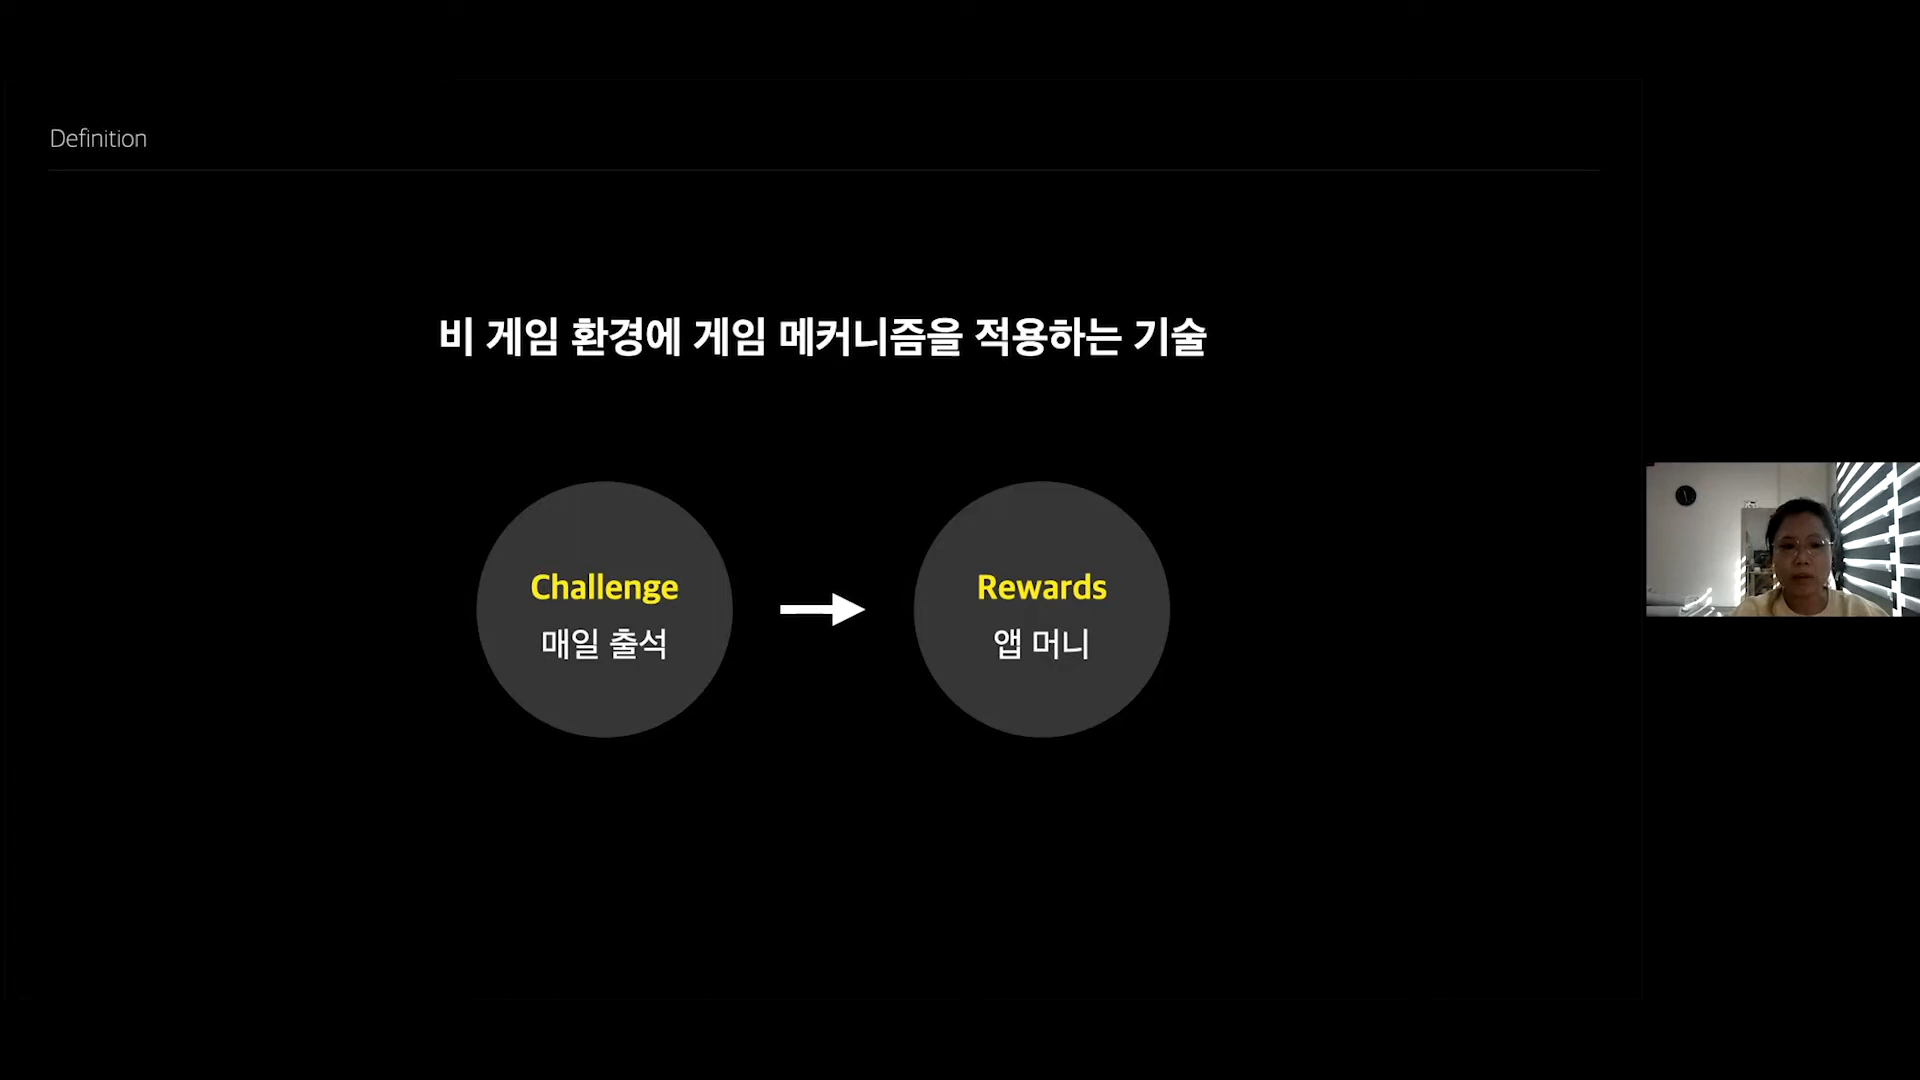 Definition
비 게임 환경에 게임 메커니즘을 적용하는 기술
Challenge
매일 출석
Rewards
앱 머니